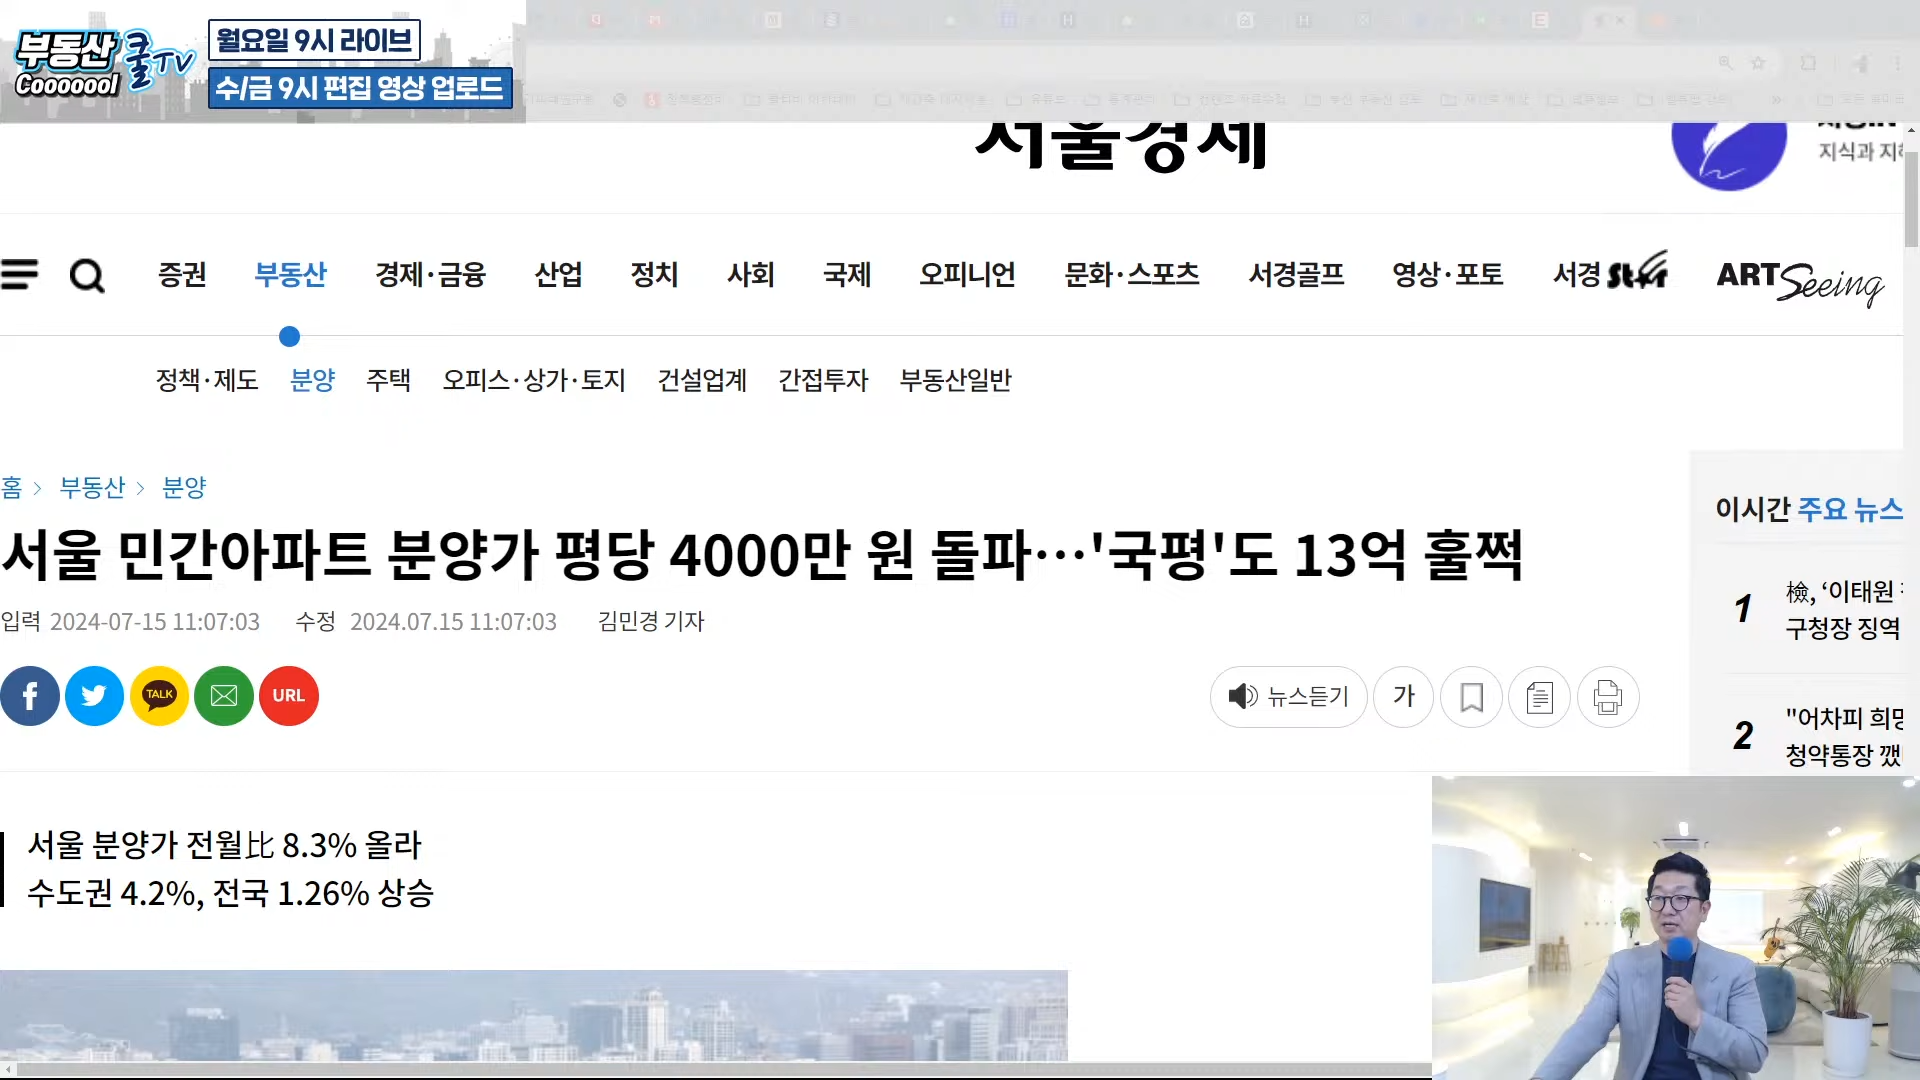 부동산
Cooooool
쿨TV
월요일 9시 라이브
수/금 9시 편집 영상 업로드
서울경제
증권 부동산 경제·금융 산업 정치 사회 국제 오피니언 문화·스포츠 서경골프 영상·포토 서경 Star ART Seeing
정책·제도 분양 주택 오피스·상가·토지 건설업계 간접투자 부동산일반
홈 > 부동산 > 분양
서울 민간아파트 분양가 평당 4000만 원 돌파…'국평'도 13억 훌쩍
입력 2024-07-15 11:07:03 수정 2024.07.15 11:07:03 김민경 기자
TALK URL
뉴스듣기 가
서울 분양가 전월比 8.3% 올라
수도권 4.2%, 전국 1.26% 상승
지식과
이시간 주요 뉴스
1 檢, ‘이태원
구청장 징역
2 "어차피
청약통장